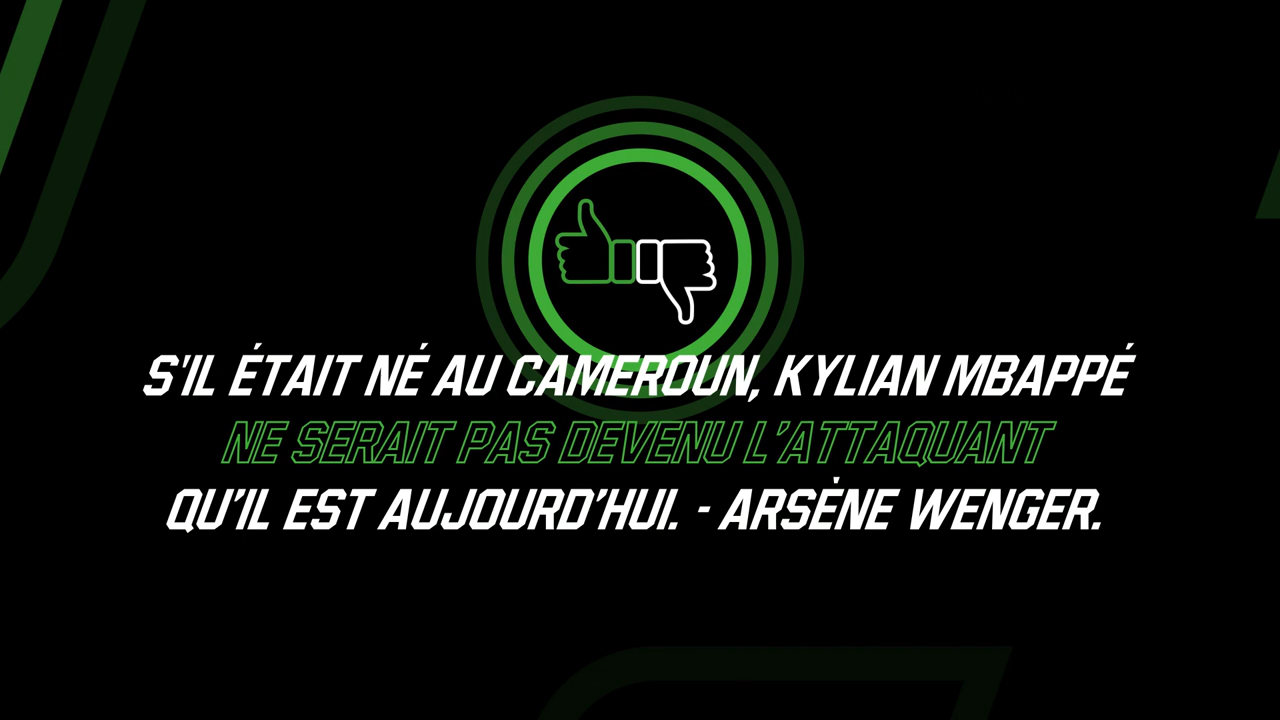 S'IL ÉTAIT NÉ AU CAMEROUN, KYLIAN MBAPPÉ
NE SERAIT PAS DEVENU L'ATTAQUANT
QU'IL EST AUJOURD'HUI. - ARSÈNE WENGER.